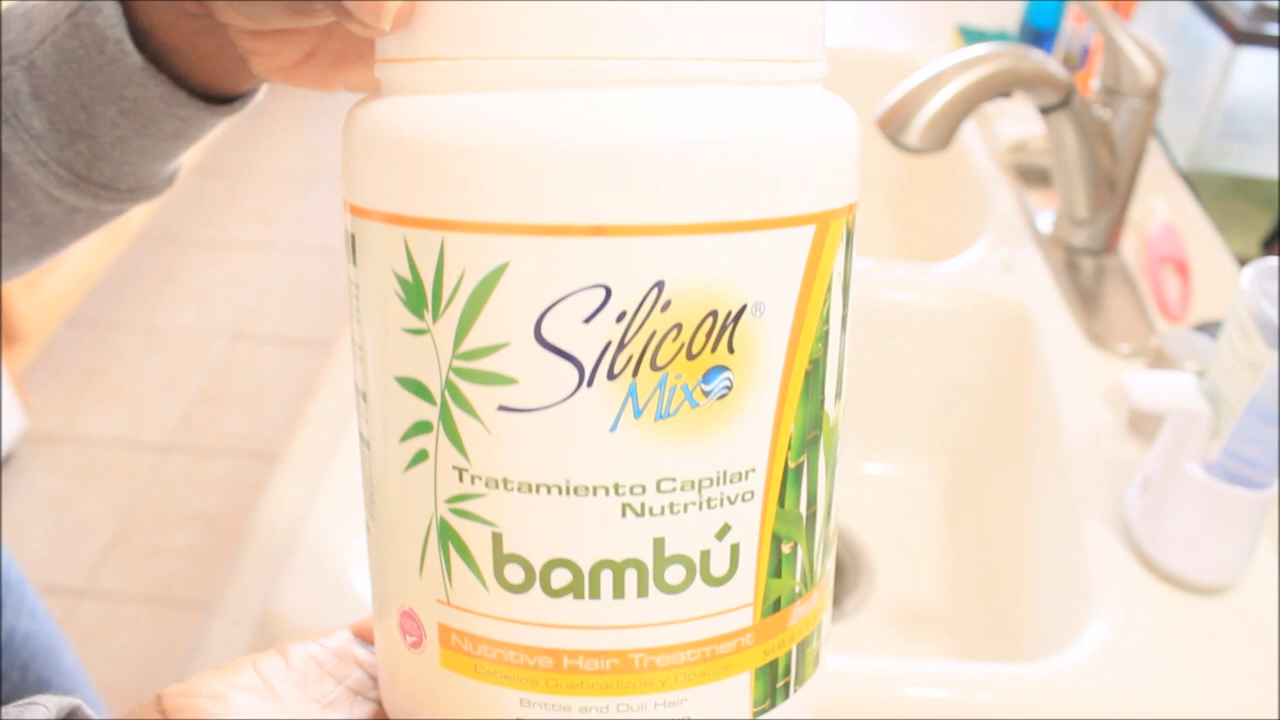 Silicon®
Mix
Tratamiento Capilar
Nutritivo
bambú
Nutritive Hair Treatment
Cabellos Quebradizos y Opacos
Brittle and Dull Hair